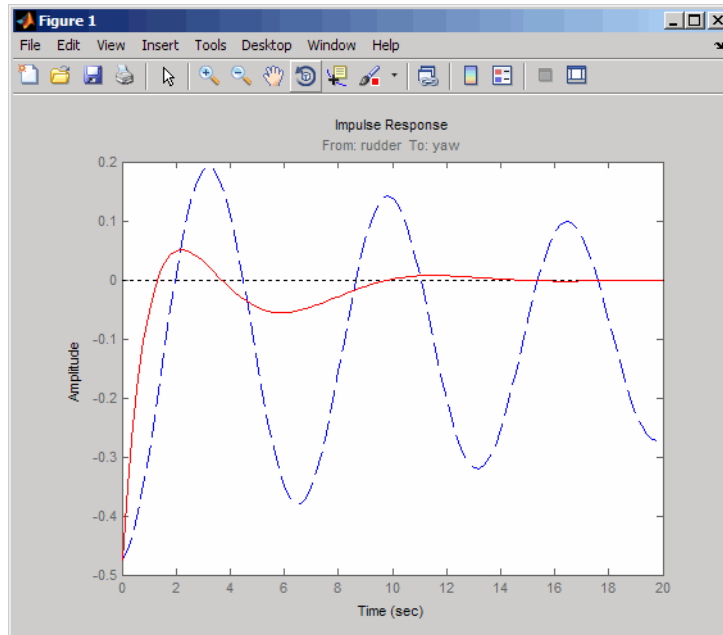 Figure 1
File Edit View Insert Tools Desktop Window Help
Impulse Response
From: rudder To: yaw
0.2
0.1
0
-0.1
-0.2
-0.3
-0.4
-0.5
Amplitude
0 2 4 6 8 10 12 14 16 18 20
Time (sec)